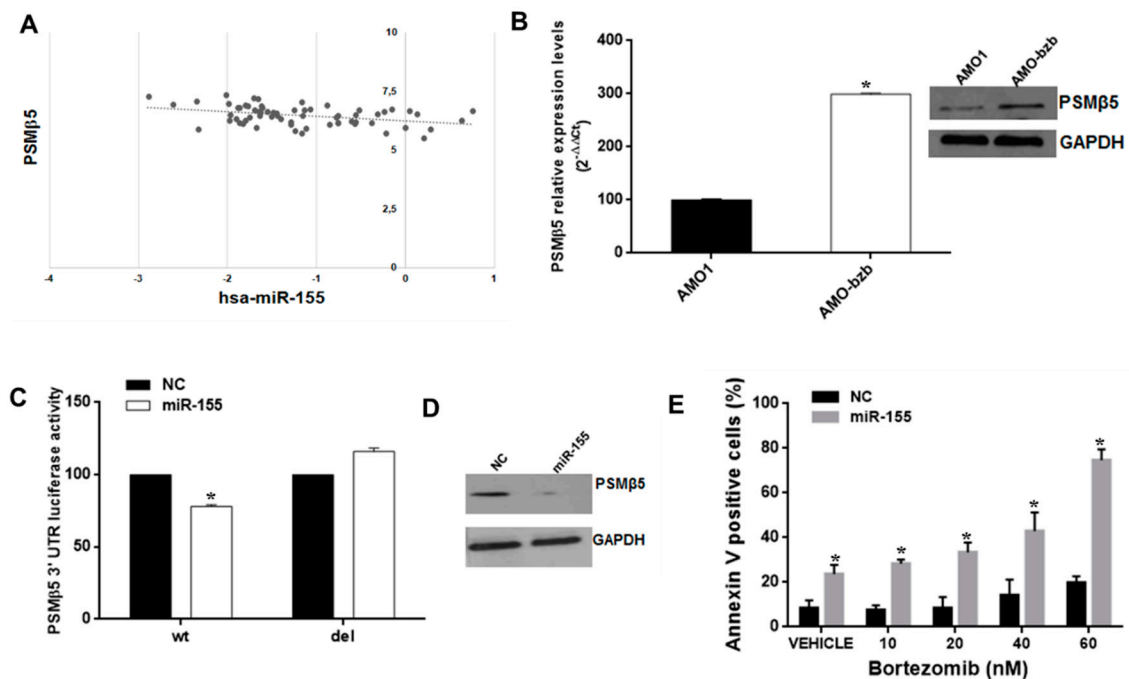 A
10
7,5
5
2,5
PSMβ5
-4
-3
-2
-1
0
1
hsa-miR-155
B
400
300
200
100
0
PSMβ5 relative expression levels
(2-ΔΔCt)
*
AMO1
AMO-bzb
AMO1
AMO-bzb
PSMβ5
GAPDH
C
NC
miR-155
150
100
50
0
PSMβ5 3' UTR luciferase activity
*
wt
del
D
NC
miR-155
PSMβ5
GAPDH
E
NC
miR-155
100
80
60
40
20
0
Annexin V positive cells (%)
*
*
*
*
*
VEHICLE
10
20
40
60
Bortezomib (nM)